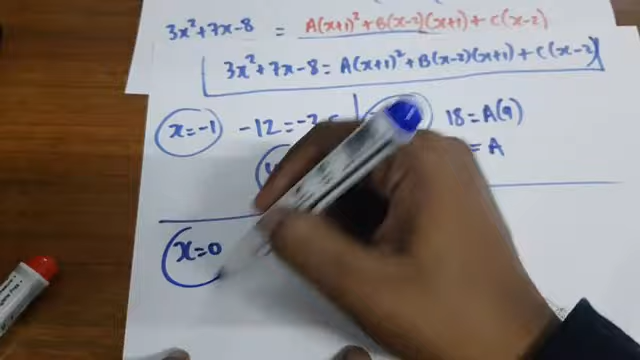 3x²+7x-8 = A(x+1)²+B(x-2)(x+1)+C(x-2)
3x²+7x-8 = A(x+1)²+B(x-2)(x+1)+C(x-2)
x=-1 -12=-3 18=A(9)
= A
x=0